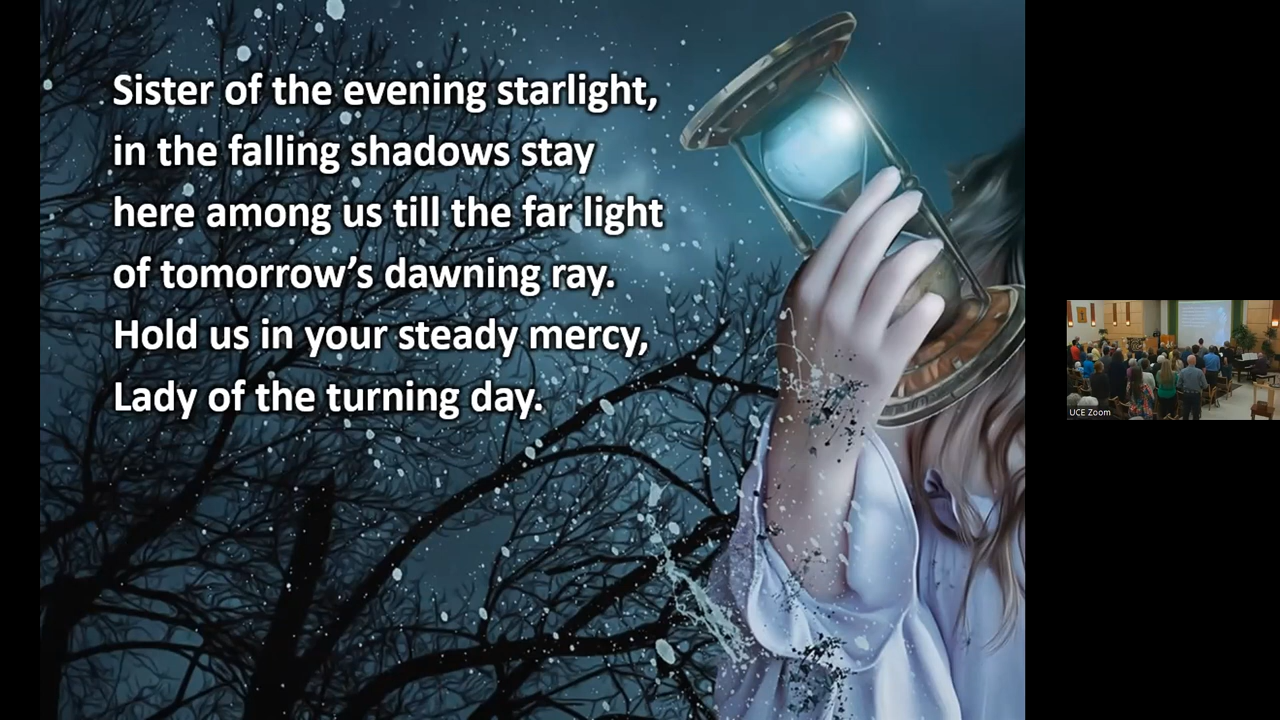 Sister of the evening starlight,
in the falling shadows stay
here among us till the far light
of tomorrow’s dawning ray.
Hold us in your steady mercy,
Lady of the turning day.
UCE Zoom